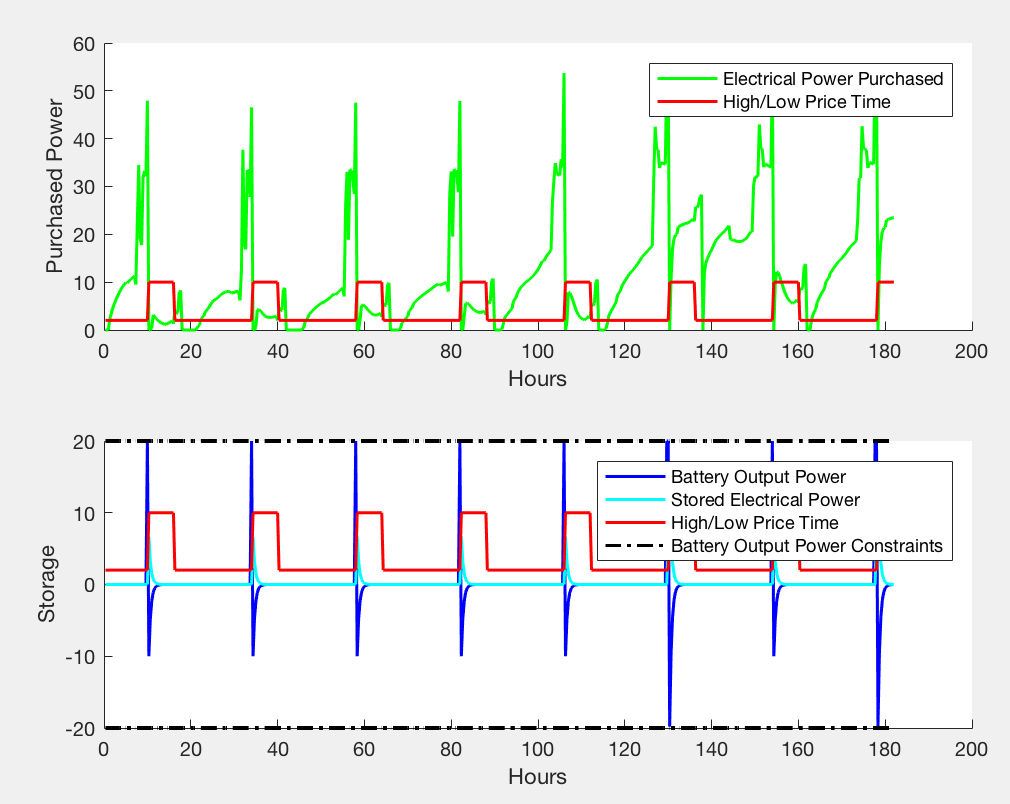 60
50
40
30
20
10
0
Purchased Power
Electrical Power Purchased
High/Low Price Time
0 20 40 60 80 100 120 140 160 180 200
Hours
20
10
0
-10
-20
Storage
Battery Output Power
Stored Electrical Power
High/Low Price Time
Battery Output Power Constraints
0 20 40 60 80 100 120 140 160 180 200
Hours